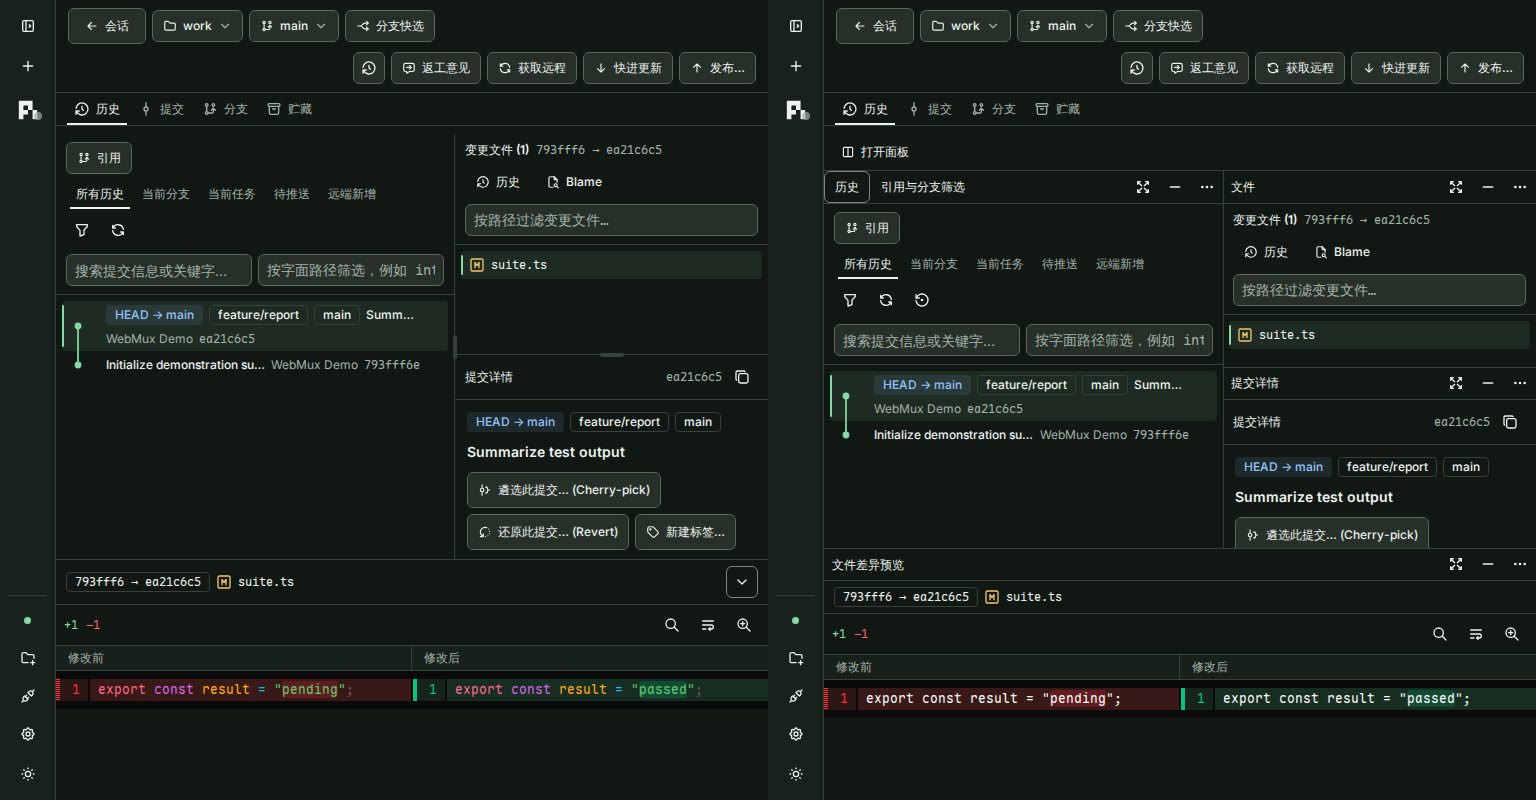 会话 work main 分支快选
返工意见 获取远程 快进更新 发布...
历史 提交 分支 贮藏
引用
所有历史 当前分支 当前任务 待推送 远端新增
搜索提交信息或关键字... 按字面路径筛选，例如 int
HEAD → main feature/report main Summ...
WebMux Demo ea21c6c5
Initialize demonstration su... WebMux Demo 793fff6e
变更文件 (1) 793fff6 → ea21c6c5
历史 Blame
按路径过滤变更文件...
M suite.ts
提交详情 ea21c6c5
HEAD → main feature/report main
Summarize test output
遴选此提交... (Cherry-pick)
还原此提交... (Revert) 新建标签...
793fff6 → ea21c6c5 M suite.ts
+1 −1
修改前 修改后
1 export const result = "pending"; 1 export const result = "passed";
会话 work main 分支快选
返工意见 获取远程 快进更新 发布...
历史 提交 分支 贮藏
打开面板
历史 引用与分支筛选
引用
所有历史 当前分支 当前任务 待推送 远端新增
搜索提交信息或关键字... 按字面路径筛选，例如 int
HEAD → main feature/report main Summ...
WebMux Demo ea21c6c5
Initialize demonstration su... WebMux Demo 793fff6e
文件
变更文件 (1) 793fff6 → ea21c6c5
历史 Blame
按路径过滤变更文件...
M suite.ts
提交详情
提交详情 ea21c6c5
HEAD → main feature/report main
Summarize test output
遴选此提交... (Cherry-pick)
文件差异预览
793fff6 → ea21c6c5 M suite.ts
+1 −1
修改前 修改后
1 export const result = "pending"; 1 export const result = "passed";